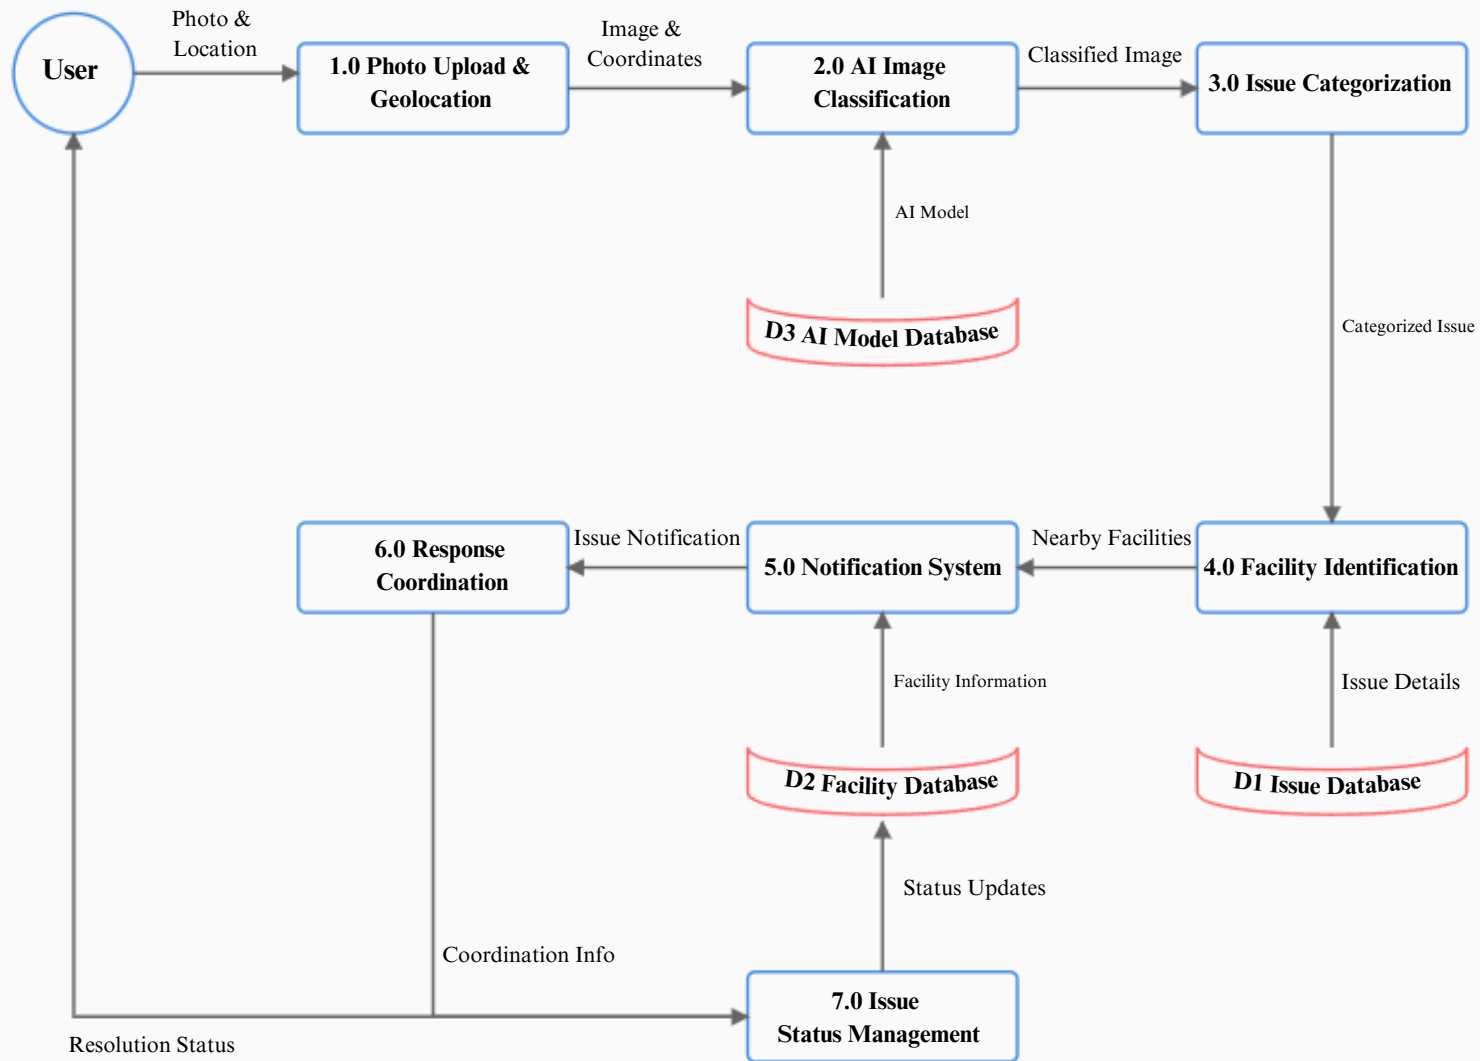 Photo &
Location
User
1.0 Photo Upload &
Geolocation
Image &
Coordinates
2.0 AI Image
Classification
Classified Image
3.0 Issue Categorization
AI Model
D3 AI Model Database
Categorized Issue
6.0 Response
Coordination
Issue Notification
5.0 Notification System
Nearby Facilities
4.0 Facility Identification
Facility Information
Issue Details
D2 Facility Database
D1 Issue Database
Status Updates
Coordination Info
7.0 Issue
Status Management
Resolution Status